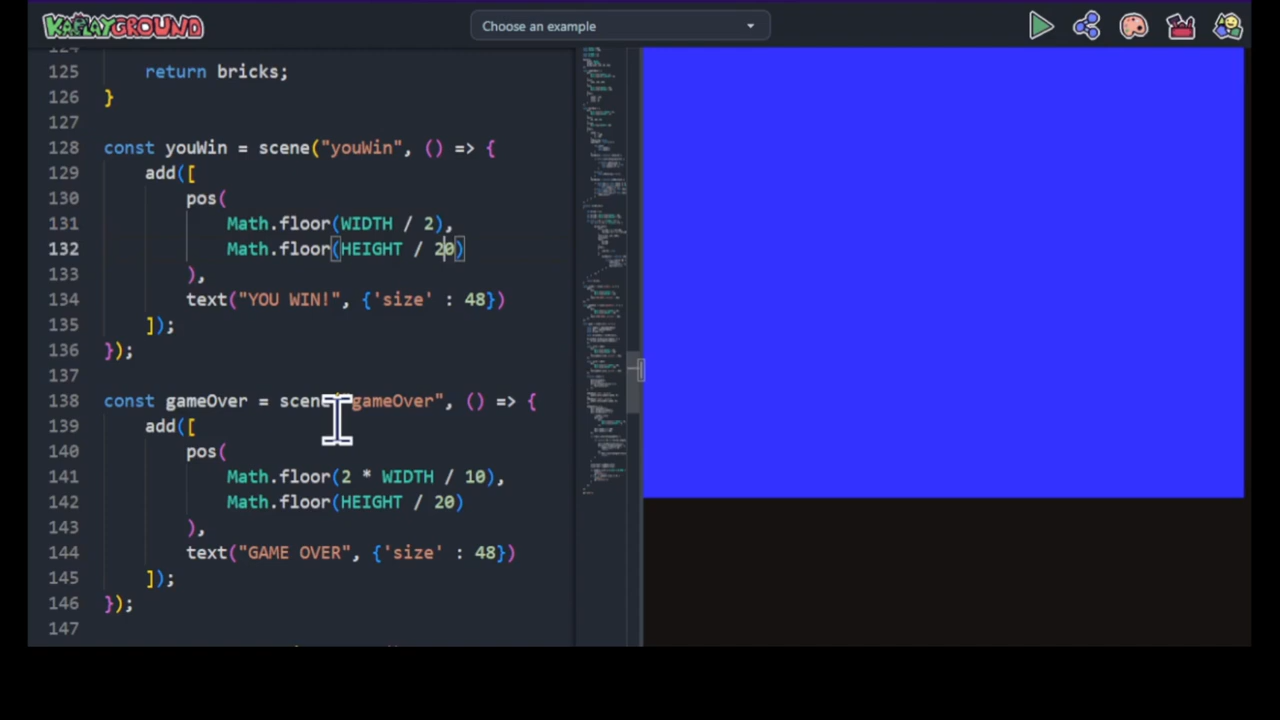 KAPLAYGROUND
Choose an example
125 return bricks;
126 }
127
128 const youWin = scene("youWin", () => {
129 add([
130 pos(
131 Math.floor(WIDTH / 2),
132 Math.floor(HEIGHT / 20)
133 ),
134 text("YOU WIN!", {'size' : 48})
135 ]);
136 });
137
138 const gameOver = scene("gameOver", () => {
139 add([
140 pos(
141 Math.floor(2 * WIDTH / 10),
142 Math.floor(HEIGHT / 20)
143 ),
144 text("GAME OVER", {'size' : 48})
145 ]);
146 });
147